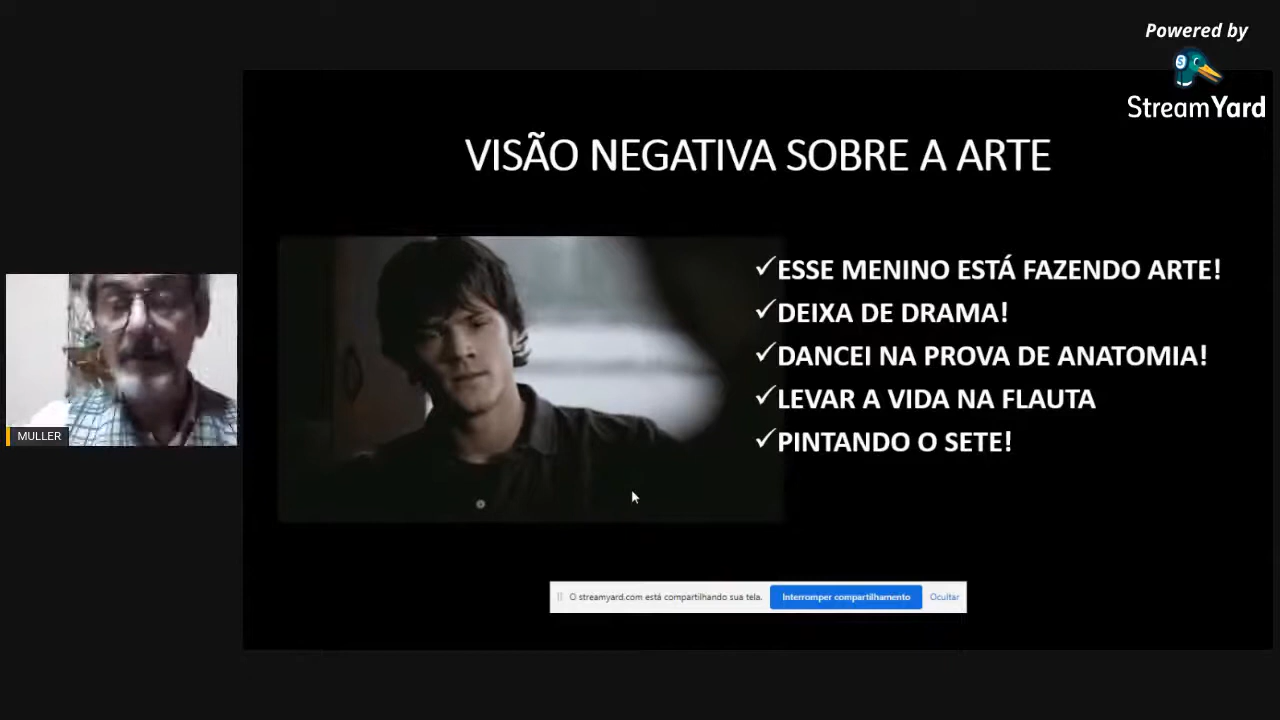 Powered by
StreamYard
VISÃO NEGATIVA SOBRE A ARTE
✓ESSE MENINO ESTÁ FAZENDO ARTE!
✓DEIXA DE DRAMA!
✓DANCEI NA PROVA DE ANATOMIA!
✓LEVAR A VIDA NA FLAUTA
✓PINTANDO O SETE!
MULLER
O streamyard.com está compartilhando sua tela. Interromper compartilhamento Ocultar